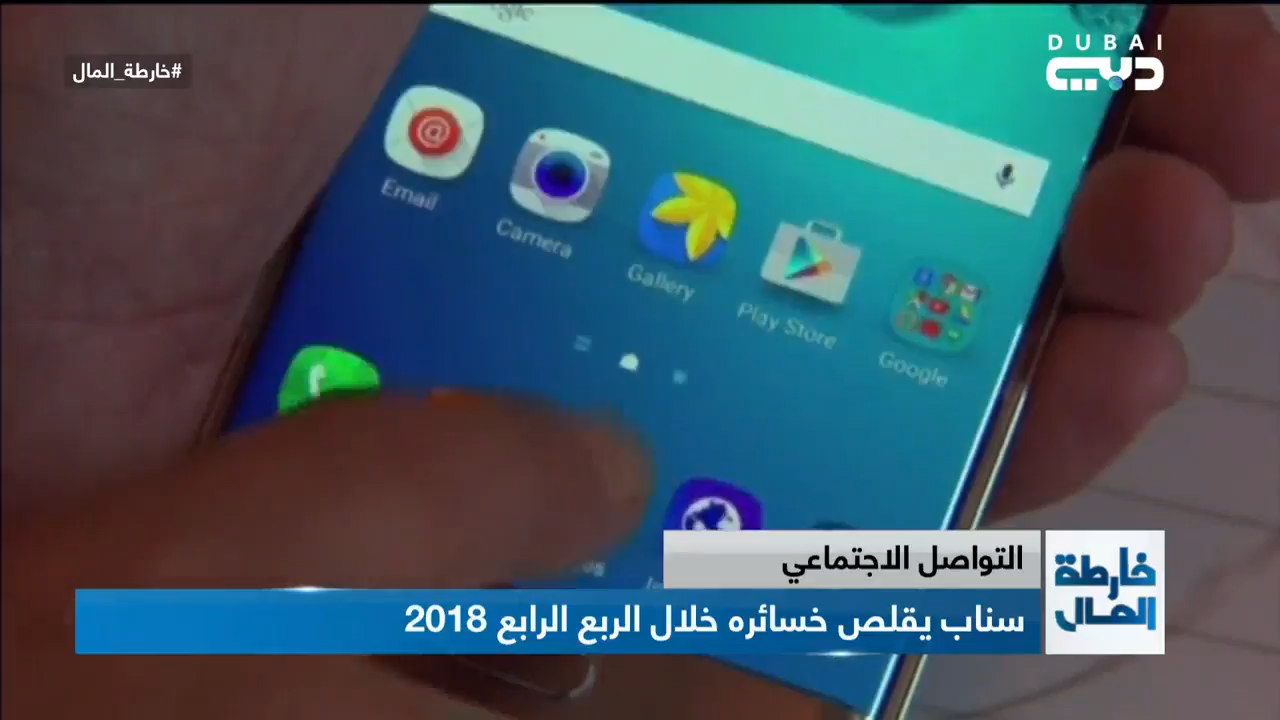 DUBAI
دبي
#خارطة_المال
Email
Camera
Gallery
Play Store
Google
التواصل الاجتماعي
سناب يقلص خسائره خلال الربع الرابع 2018
خارطة
المال